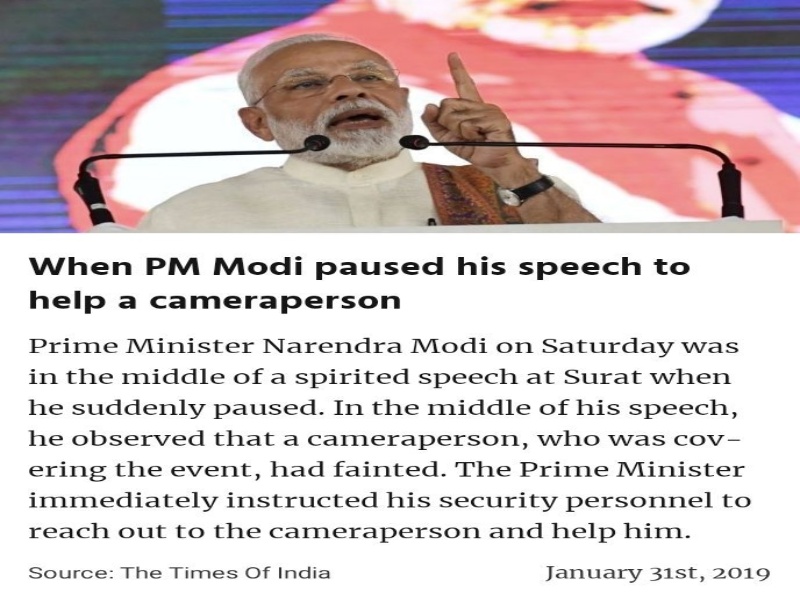 When PM Modi paused his speech to
help a cameraperson
Prime Minister Narendra Modi on Saturday was
in the middle of a spirited speech at Surat when
he suddenly paused. In the middle of his speech,
he observed that a cameraperson, who was cov-
ering the event, had fainted. The Prime Minister
immediately instructed his security personnel to
reach out to the cameraperson and help him.
Source: The Times Of India
January 31st, 2019